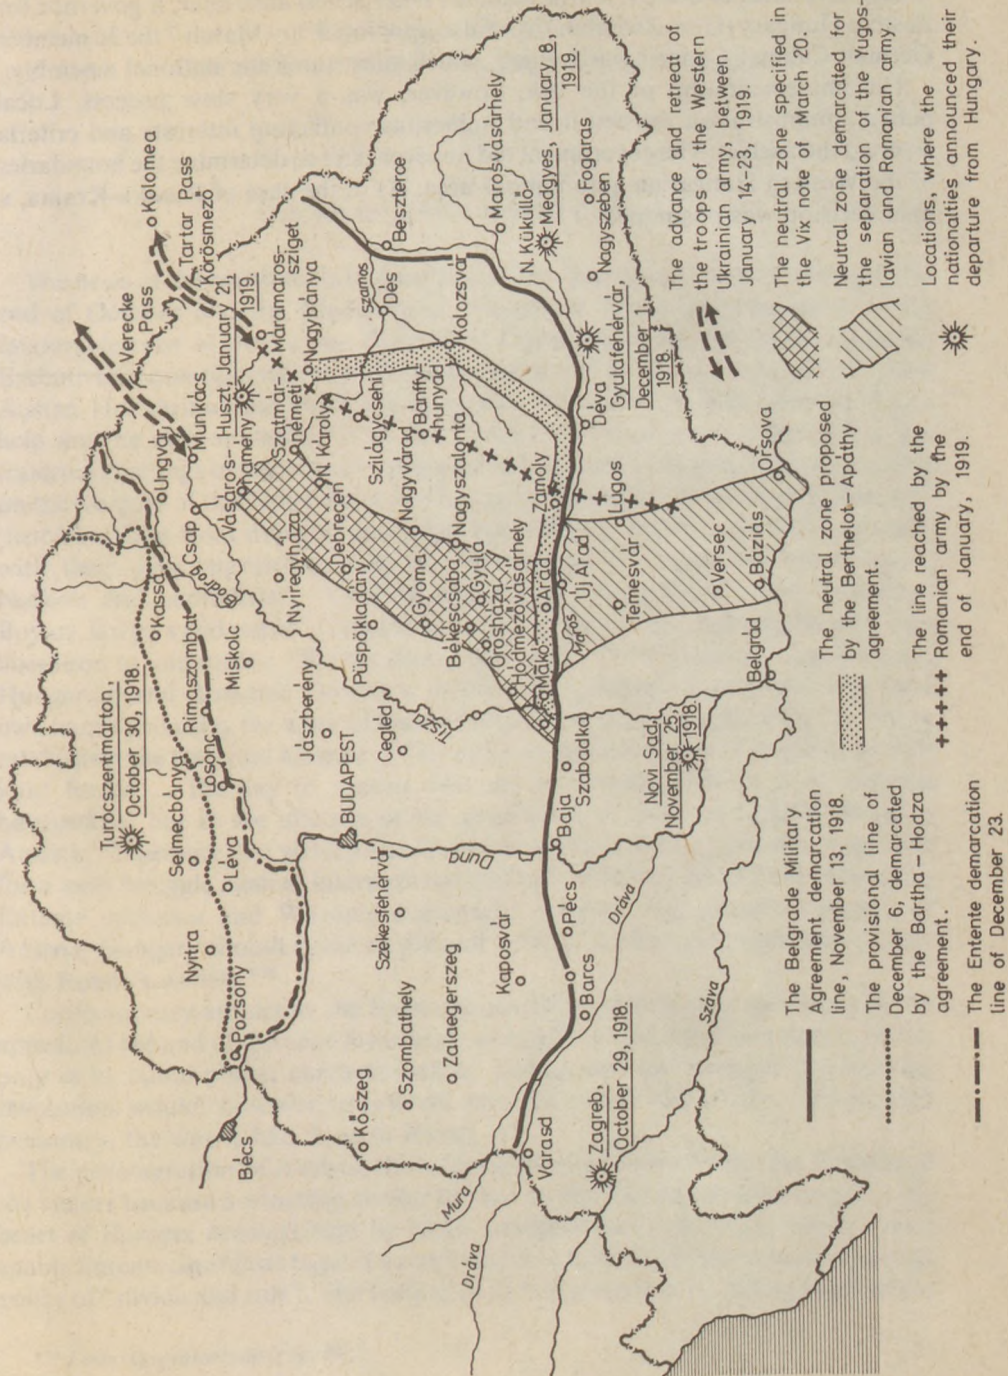 Kolomea
Tartar Pass
Körösmező
Verecke
Pass
Huszt, January 21,
1919.
Máramaros-
sziget
Munkács
Ungvár
Csap
Vásáros-
namény
Szatmár-
németi
Nagybánya
N. Károly
Beszterce
Szamos
Dés
Kolozsvár
Marosvásárhely
N. Küküllő
Medgyes, January 8,
1919.
Fogaras
Nagyszeben
Szilágycsehi
Bánffy-
hunyad
Déva
Gyulafehérvár,
December 1,
1918.
Turócszentmárton,
October 30, 1918.
Kassa
Bodrog
Rimaszombat
Miskolc
Losonc
Selmecbánya
Léva
Nyitra
Pozsony
Bécs
Nyíregyháza
Debrecen
Püspökladány
Nagyvárad
Nagyszalonta
Gyoma
Békéscsaba
Gyula
Orosháza
Hódmezővásárhely
Makó
Arad
Zámoly
Új Arad
Maros
Lugos
Temesvár
Versec
Báziás
Orsova
Belgrád
Jászberény
Cegléd
Tisza
BUDAPEST
Duna
Székesfehérvár
Szombathely
Kőszeg
Zalaegerszeg
Kaposvár
Pécs
Barcs
Baja
Szabadka
Novi Sad,
November 25,
1918.
Dráva
Száva
Varasd
Mura
Dráva
Zagreb,
October 29, 1918.
The Belgrade Military
Agreement demarcation
line, November 13, 1918.
The provisional line of
December 6, demarcated
by the Bartha – Hodza
agreement.
The Entente demarcation
line of December 23.
The neutral zone proposed
by the Berthelot – Apáthy
agreement.
The line reached by the
Romanian army by the
end of January, 1919.
The advance and retreat of
the troops of the Western
Ukrainian army, between
January 14-23, 1919.
The neutral zone specified in
the Vix note of March 20.
Neutral zone demarcated for
the separation of the Yugos-
lavian and Romanian army.
Locations, where the
nationalties announced their
departure from Hungary.